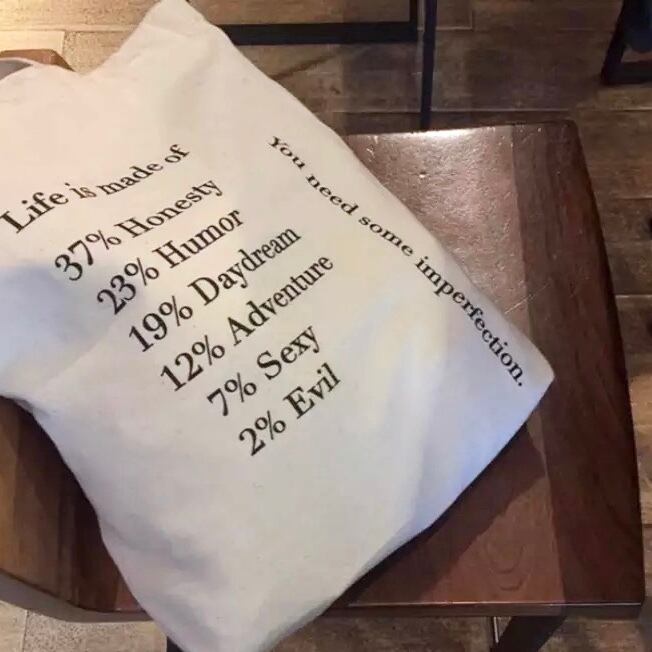 Life is made of
37% Honesty
23% Humor
19% Daydream
12% Adventure
7% Sexy
2% Evil
You need some imperfection.